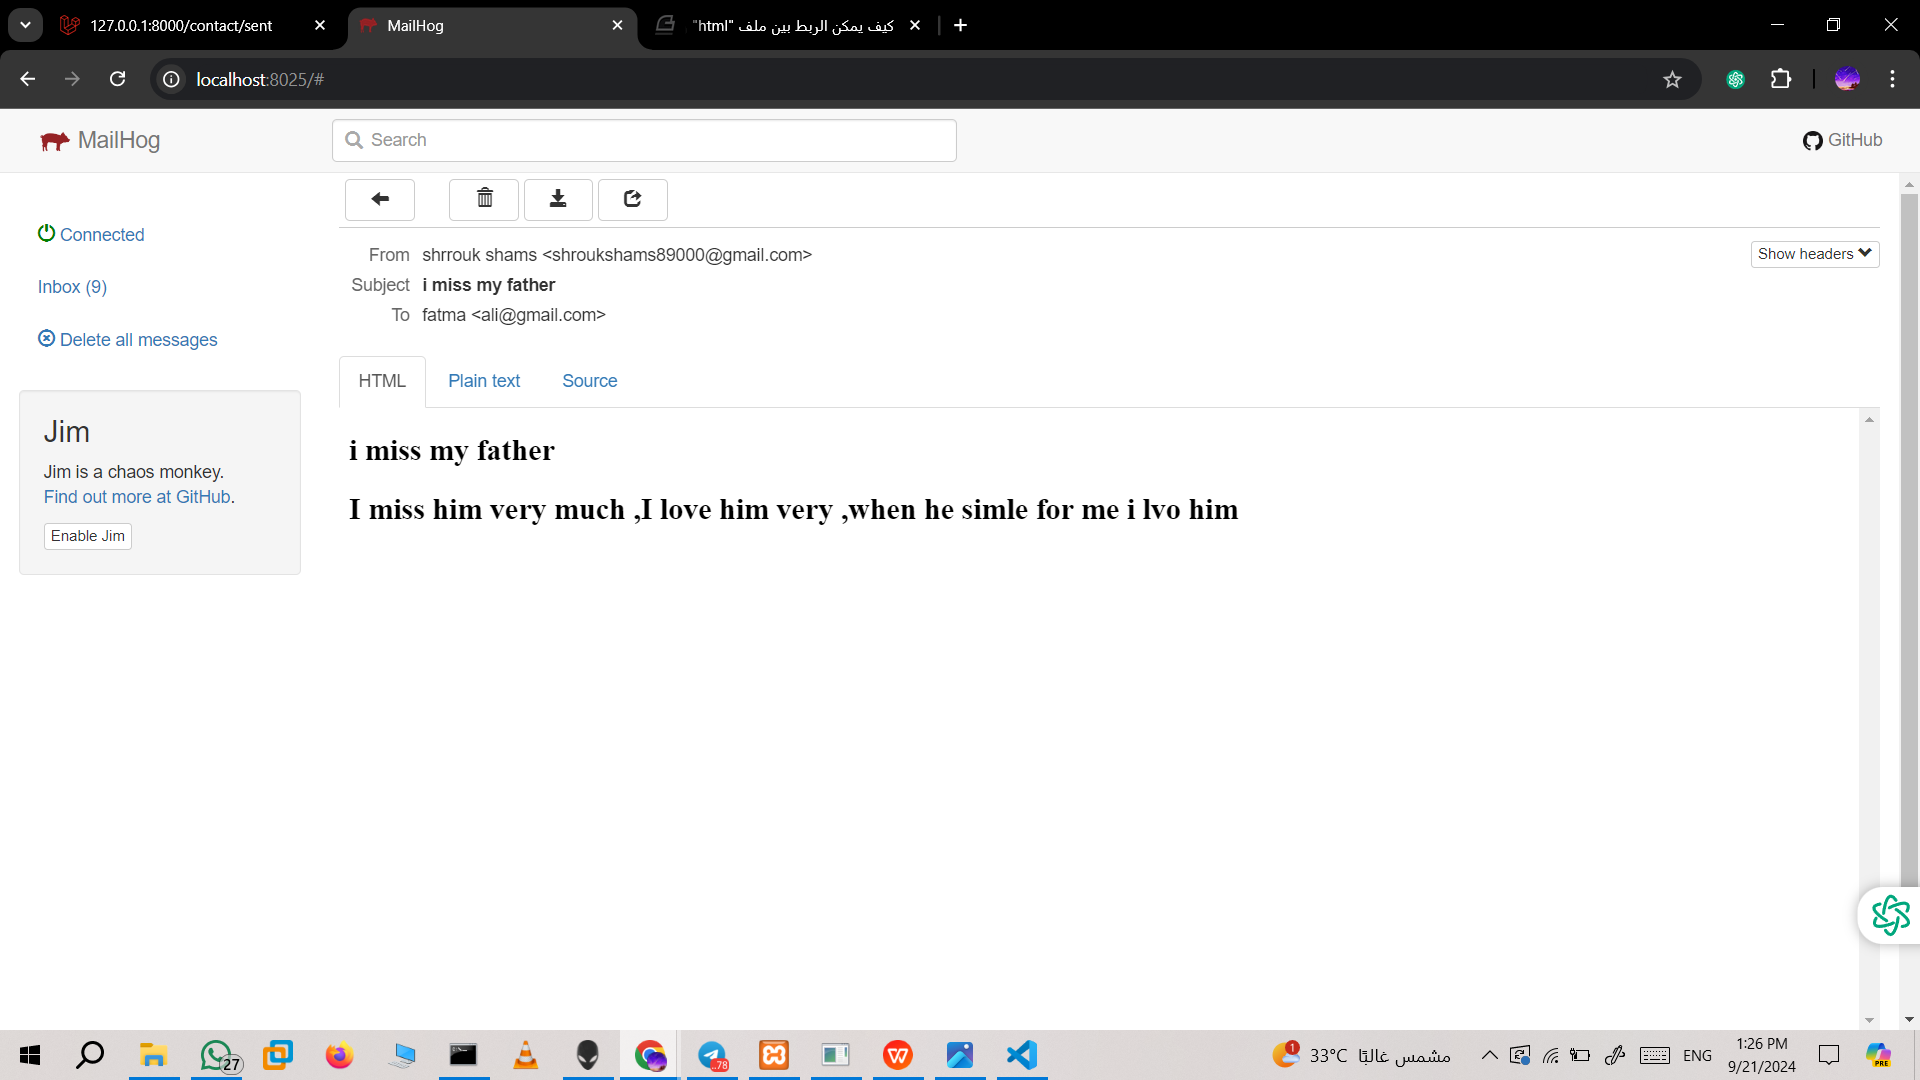 127.0.0.1:8000/contact/sent
MailHog
كيف يمكن الربط بين ملف "html"
localhost:8025/#
MailHog
Search
GitHub
Connected
Inbox (9)
Delete all messages
Jim
Jim is a chaos monkey.
Find out more at GitHub.
Enable Jim
From shrrouk shams <shroukshams89000@gmail.com>
Show headers
Subject i miss my father
To fatma <ali@gmail.com>
HTML Plain text Source
i miss my father
I miss him very much ,I love him very ,when he simle for me i lvo him
27
..78
1
33°C مشمس غالبًا
ENG
1:26 PM
9/21/2024
PRE